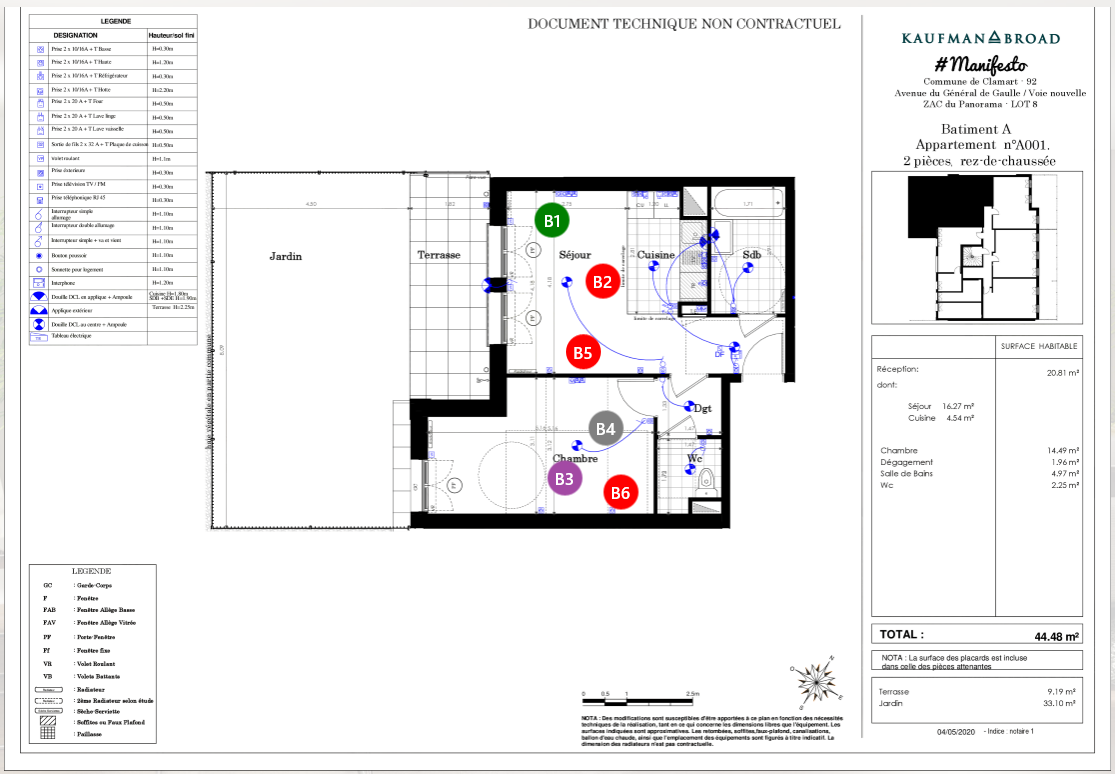 DOCUMENT TECHNIQUE NON CONTRACTUEL
LEGENDE
DESIGNATION Hauteur/sol fini
Prise 2 x 10/16A + T Basse H=0.30m
Prise 2 x 10/16A + T Haute H=1.20m
Prise 2 x 10/16A + T Réfrigérateur H=0.30m
Prise 2 x 10/16A + T Hotte H=2.20m
Prise 2 x 20 A + T Four H=0.50m
Prise 2 x 20 A + T Lave linge H=0.50m
Prise 2 x 20 A + T Lave vaisselle H=0.50m
Sortie de fils 2 x 32 A + T Plaque de cuisson H=0.50m
volet roulant H=1.1m
Prise éxterieure H=0.30m
Prise télévision TV / FM H=0.30m
Prise téléphonique RJ 45 H=0.30m
Interrupteur simple allumage H=1.10m
Interrupteur double allumage H=1.10m
Interrupteur simple + va et vient H=1.10m
Bouton poussoir H=1.10m
Sonnette pour logement H=1.10m
Interphone H=1.20m
Douille DCL en applique + Ampoule Cuisine H=1.80m
SDB +SDE H=1.90m
Applique extérieur Terrasse H=2.25m
Douille DCL au centre + Ampoule
Tableau électrique
Jardin
Terrasse
Séjour
Cuisine
Sdb
Dgt
Chambre
Wc
B1
B2
B5
B4
B3
B6
4.50
1.62
PF
PF
PF
haie végétale en partie commune
limite de carrelage
limite de carrelage
LEGENDE
GC : Garde-Corps
F : Fenêtre
FAB : Fenêtre Allège Basse
FAV : Fenêtre Allège Vitrée
PF : Porte-Fenêtre
Ff : Fenêtre fixe
VR : Volet Roulant
VB : Volets Battants
: Radiateur
: 2ème Radiateur selon étude
: Sèche-Serviette
: Soffites ou Faux Plafond
: Paillasse
0 0.5 1 2.5m
NOTA : Des modifications sont susceptibles d'être apportées à ce plan en fonction des nécessités
techniques de la réalisation, tant en ce qui concerne les dimensions libres que l'équipement. Les
surfaces indiquées sont approximatives. Les retombées, soffites,faux-plafond, canalisations,
ballon d'eau chaude, ainsi que l'emplacement des équipements sont figurés à titre indicatif. La
dimension des radiateurs n'est pas contractuelle.
N
O
E
S
KAUFMAN BROAD
#Manifesto
Commune de Clamart - 92
Avenue du Général de Gaulle / Voie nouvelle
ZAC du Panorama - LOT 8
Batiment A
Appartement n°A001.
2 pièces, rez-de-chaussée
SURFACE HABITABLE
Réception: 20.81 m²
dont:
Séjour 16.27 m²
Cuisine 4.54 m²
Chambre 14.49 m²
Dégagement 1.96 m²
Salle de Bains 4.97 m²
Wc 2.25 m²
TOTAL : 44.48 m²
NOTA : La surface des placards est incluse
dans celle des pièces attenantes
Terrasse 9.19 m²
Jardin 33.10 m²
04/05/2020 - Indice : notaire 1